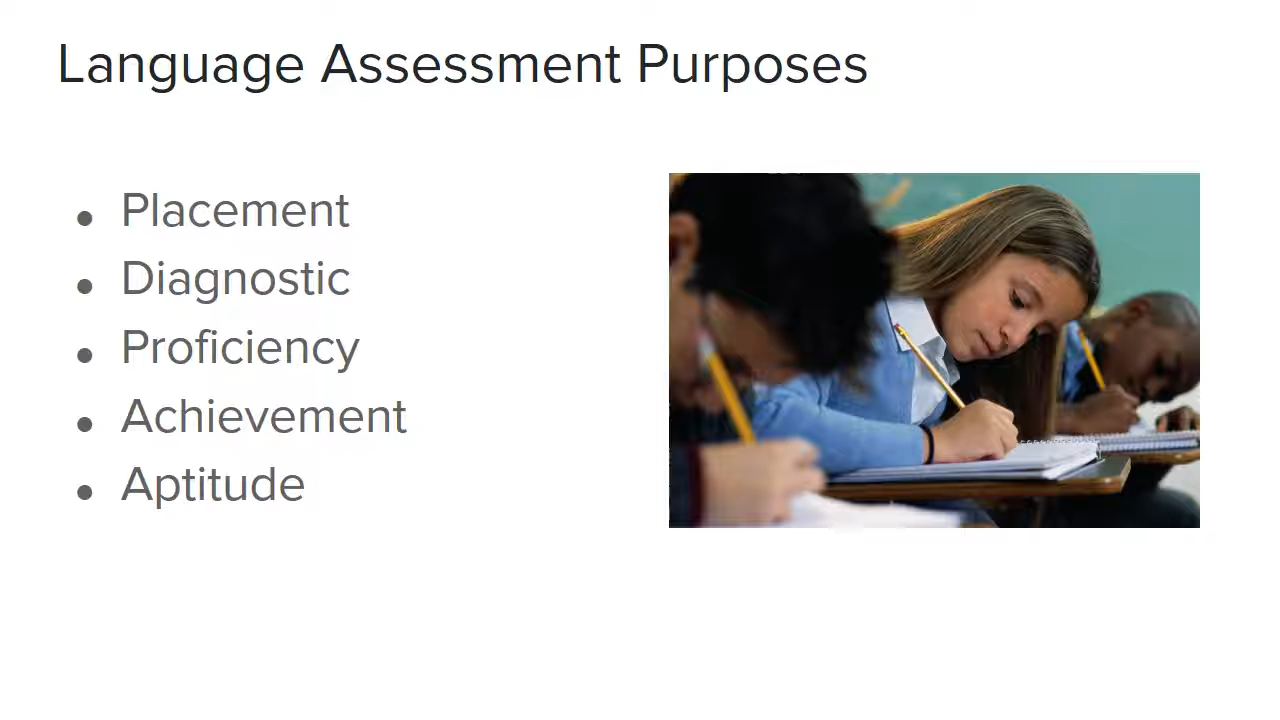 Language Assessment Purposes
● Placement
● Diagnostic
● Proficiency
● Achievement
● Aptitude